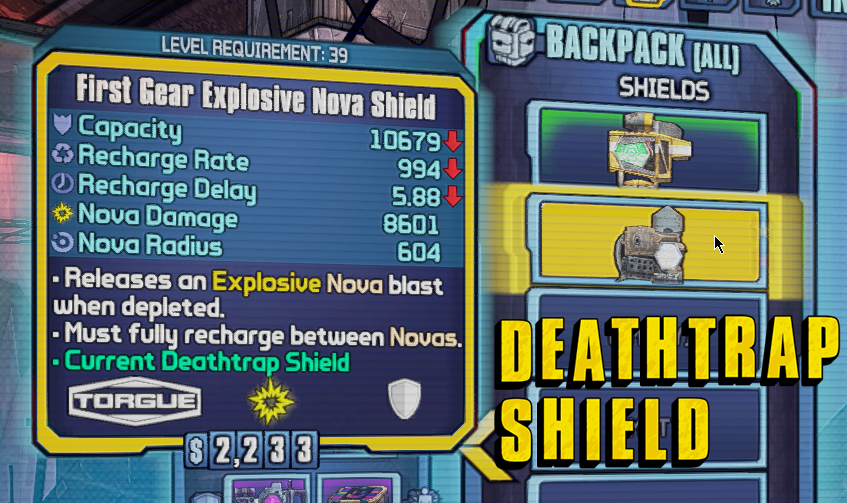 LEVEL REQUIREMENT: 39
First Gear Explosive Nova Shield
Capacity 10679
Recharge Rate 994
Recharge Delay 5.88
Nova Damage 8601
Nova Radius 604
• Releases an Explosive Nova blast
when depleted.
• Must fully recharge between Novas.
• Current Deathtrap Shield
TORGUE
$ 2,233
BACKPACK (ALL)
SHIELDS
DEATHTRAP
SHIELD